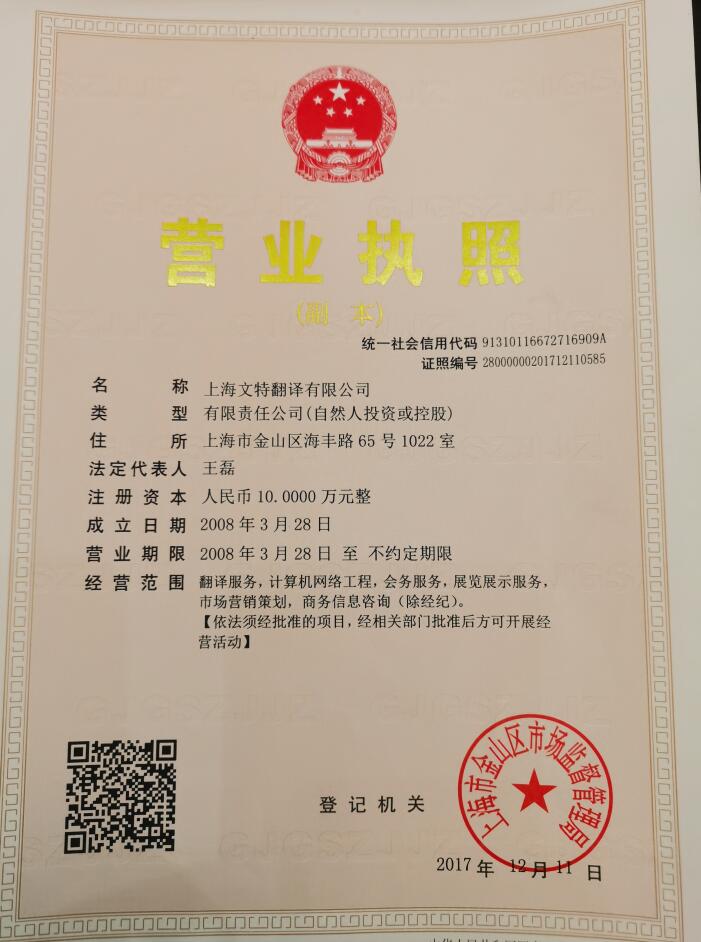 营业执照
(副 本)
统一社会信用代码 91310116672716909A
证照编号 28000000201712110585
名 称 上海文特翻译有限公司
类 型 有限责任公司(自然人投资或控股)
住 所 上海市金山区海丰路65号1022室
法定代表人 王磊
注册资本 人民币10.0000万元整
成立日期 2008年3月28日
营业期限 2008年3月28日 至 不约定期限
经营范围 翻译服务，计算机网络工程，会务服务，展览展示服务，
市场营销策划，商务信息咨询（除经纪）。
【依法须经批准的项目，经相关部门批准后方可开展经
营活动】
登记机关
上海市金山区市场监督管理局
2017年12月11日